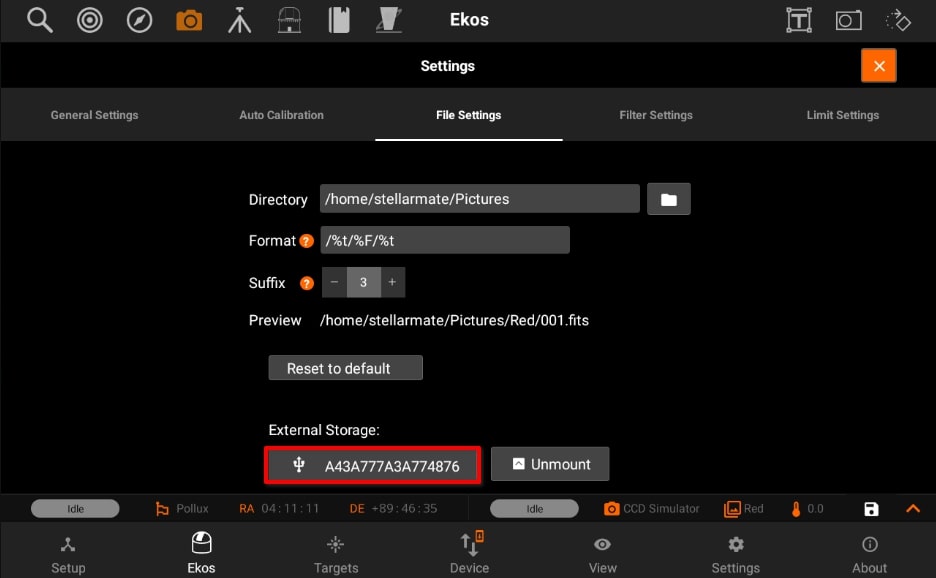 Ekos
Settings
General Settings Auto Calibration File Settings Filter Settings Limit Settings
Directory /home/stellarmate/Pictures
Format ? /%t/%F/%t
Suffix ? − 3 +
Preview /home/stellarmate/Pictures/Red/001.fits
Reset to default
External Storage:
A43A777A3A774876 Unmount
Idle Pollux RA 04:11:11 DE +89:46:35 Idle CCD Simulator Red 0.0
Setup Ekos Targets Device View Settings About